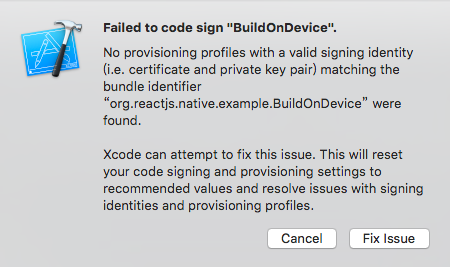 Failed to code sign "BuildOnDevice".
No provisioning profiles with a valid signing identity
(i.e. certificate and private key pair) matching the
bundle identifier
“org.reactjs.native.example.BuildOnDevice” were
found.
Xcode can attempt to fix this issue. This will reset
your code signing and provisioning settings to
recommended values and resolve issues with signing
identities and provisioning profiles.
Cancel
Fix Issue